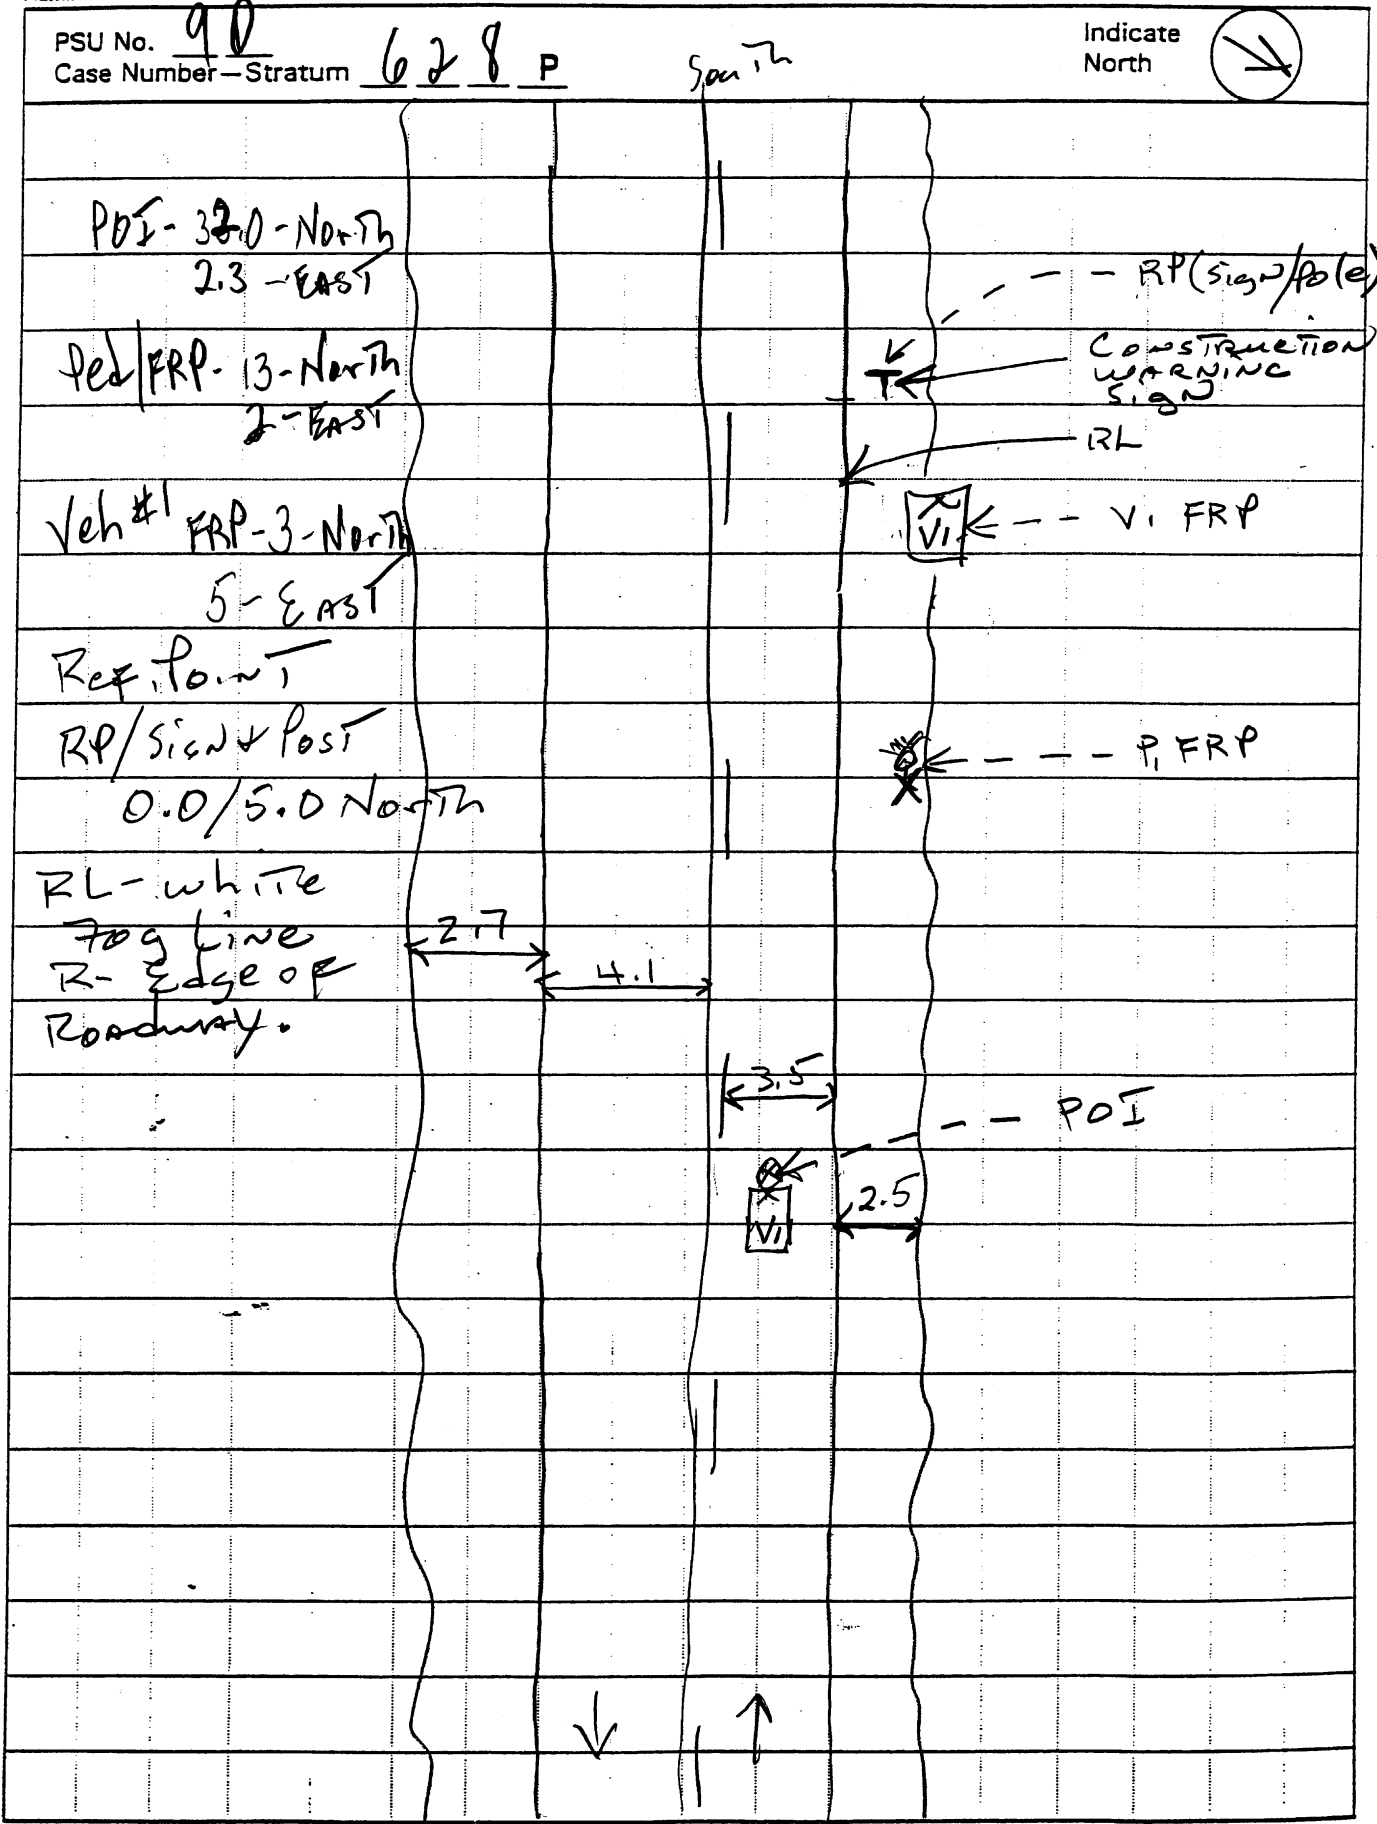 PSU No. 90
Case Number—Stratum 628P
South
Indicate
North
POI- 32.0-North
2.3 - EAST
Ped/FRP- 13-North
2- EAST
Veh #1 FRP-3-North
5- EAST
Ref. Point
RP/Sign & Post
0.0/5.0 North
RL- white
Fog Line
R- Edge of
Roadway.
RP(Sign/Pole)
CONSTRUCTION
WARNING
SIGN
T
RL
V1
V1 FRP
P1 FRP
2.7
4.1
3.5
POI
2.5
V1